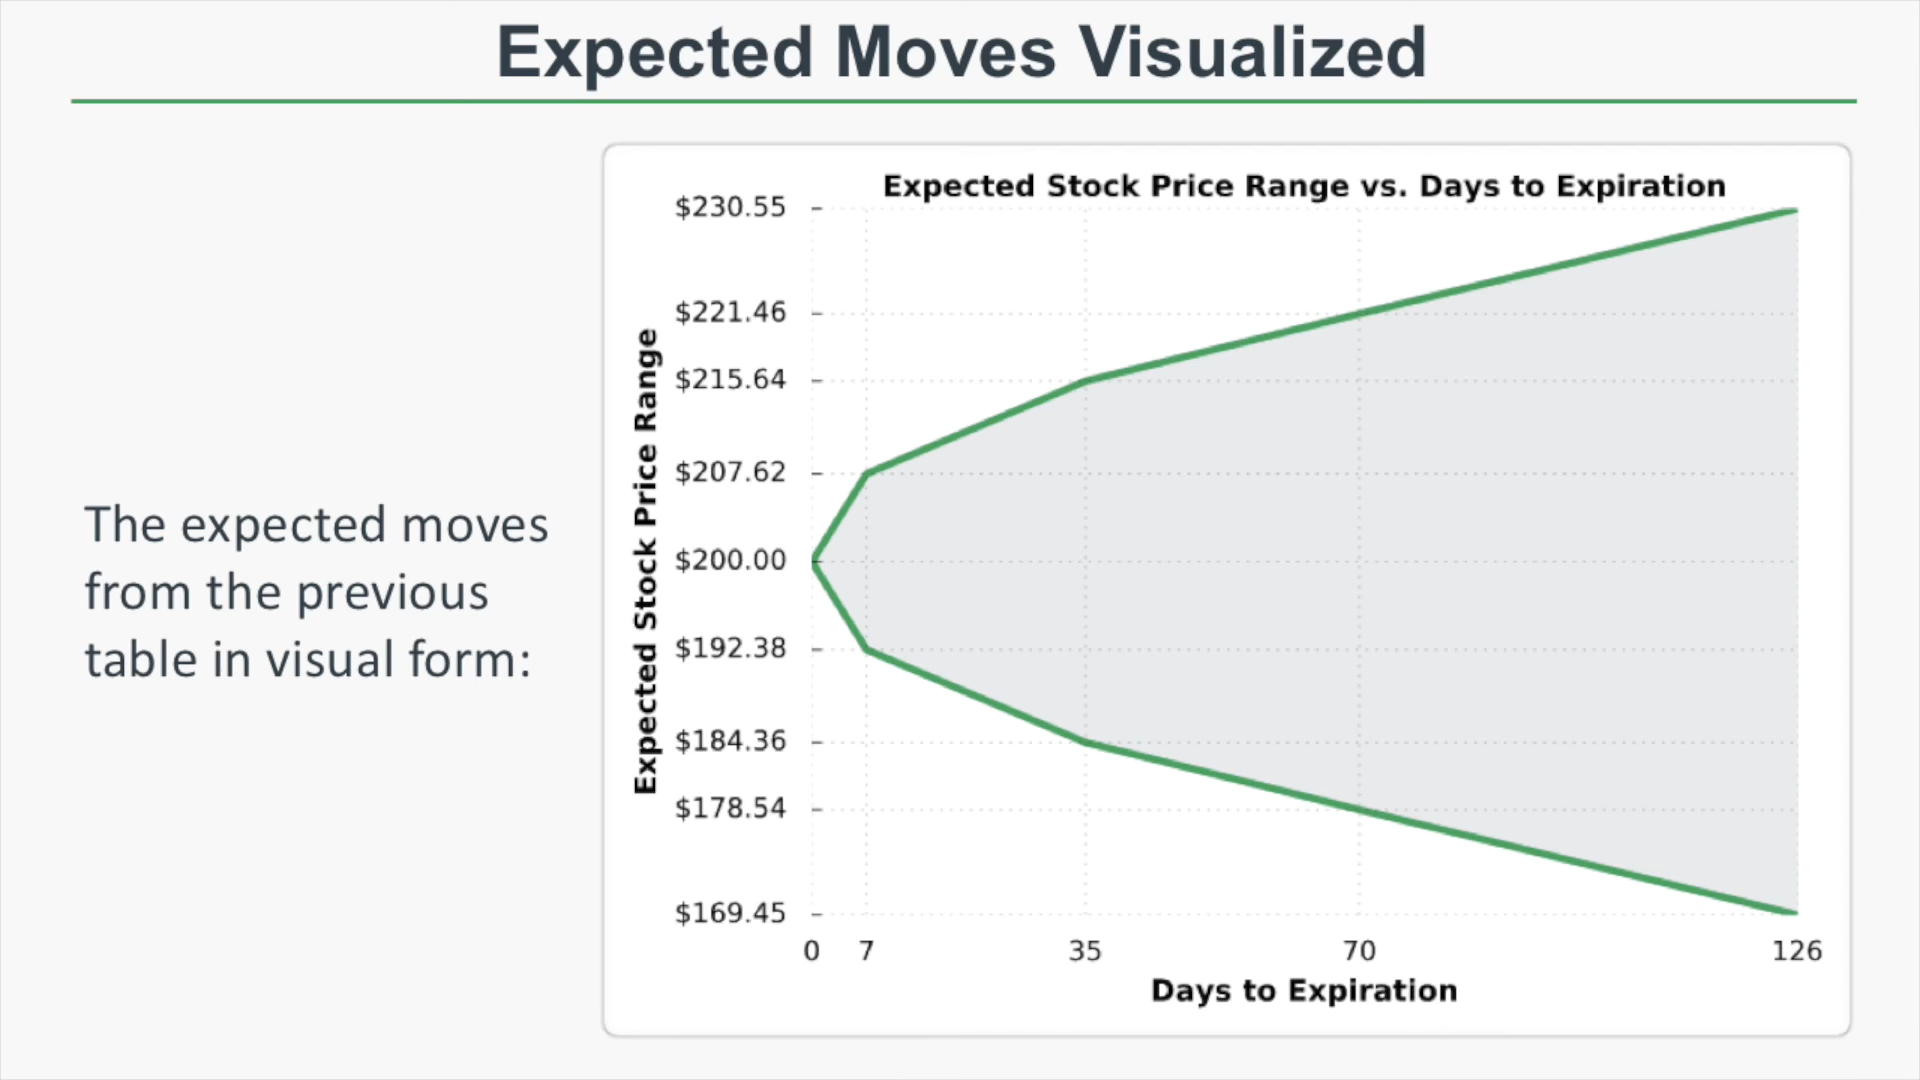 Expected Moves Visualized
The expected moves
from the previous
table in visual form:
Expected Stock Price Range vs. Days to Expiration
Expected Stock Price Range
$230.55
$221.46
$215.64
$207.62
$200.00
$192.38
$184.36
$178.54
$169.45
0 7 35 70 126
Days to Expiration